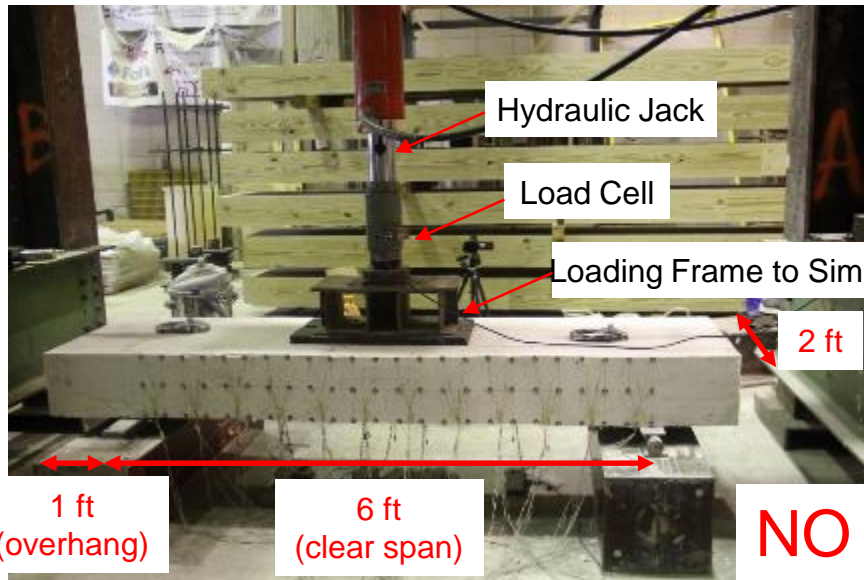 Hydraulic Jack
Load Cell
Loading Frame to Sim
2 ft
B
A
1 ft
(overhang)
6 ft
(clear span)
NO